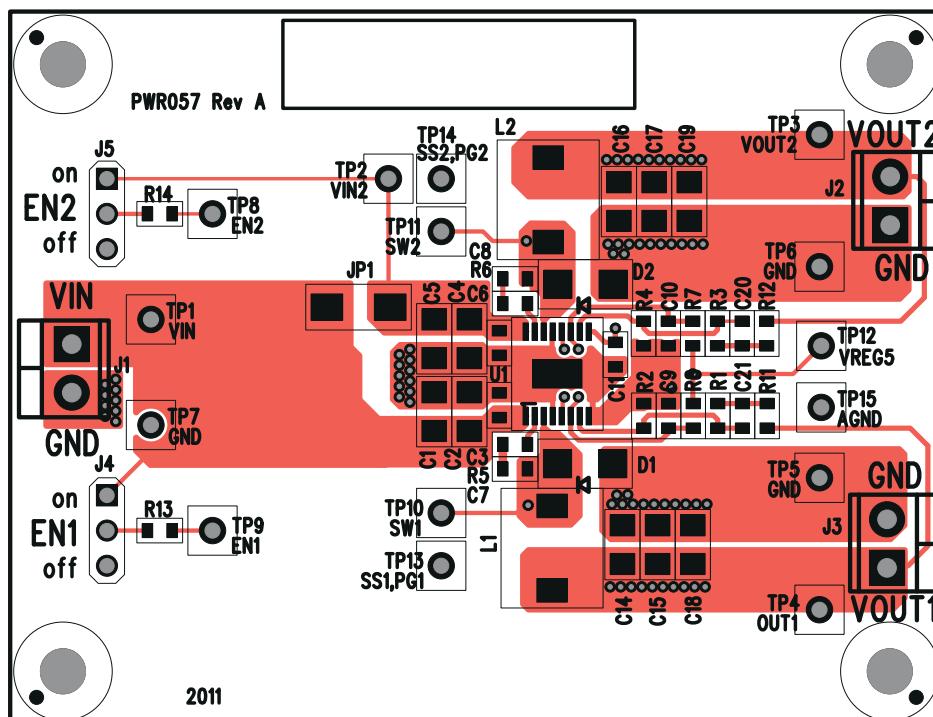 PWR057 Rev A
L2
TP14
SS2,PG2
C16
C17
C19
TP3
VOUT2
VOUT2
J5
on
EN2
off
R14
TP8
EN2
TP2
VIN2
TP11
SW2
J2
C8
R6
C6
D2
TP6
GND
GND
VIN
TP1
VIN
JP1
C5
C4
R4
C10
R7
R3
C20
R12
TP12
VREG5
J1
U1
C11
R2
C9
R8
R1
C21
R11
TP15
AGND
GND
TP7
GND
C1
C2
C3
R5
C7
D1
TP5
GND
GND
J4
on
EN1
off
R13
TP9
EN1
TP10
SW1
L1
J3
TP13
SS1,PG1
C14
C15
C18
TP4
OUT1
VOUT1
2011